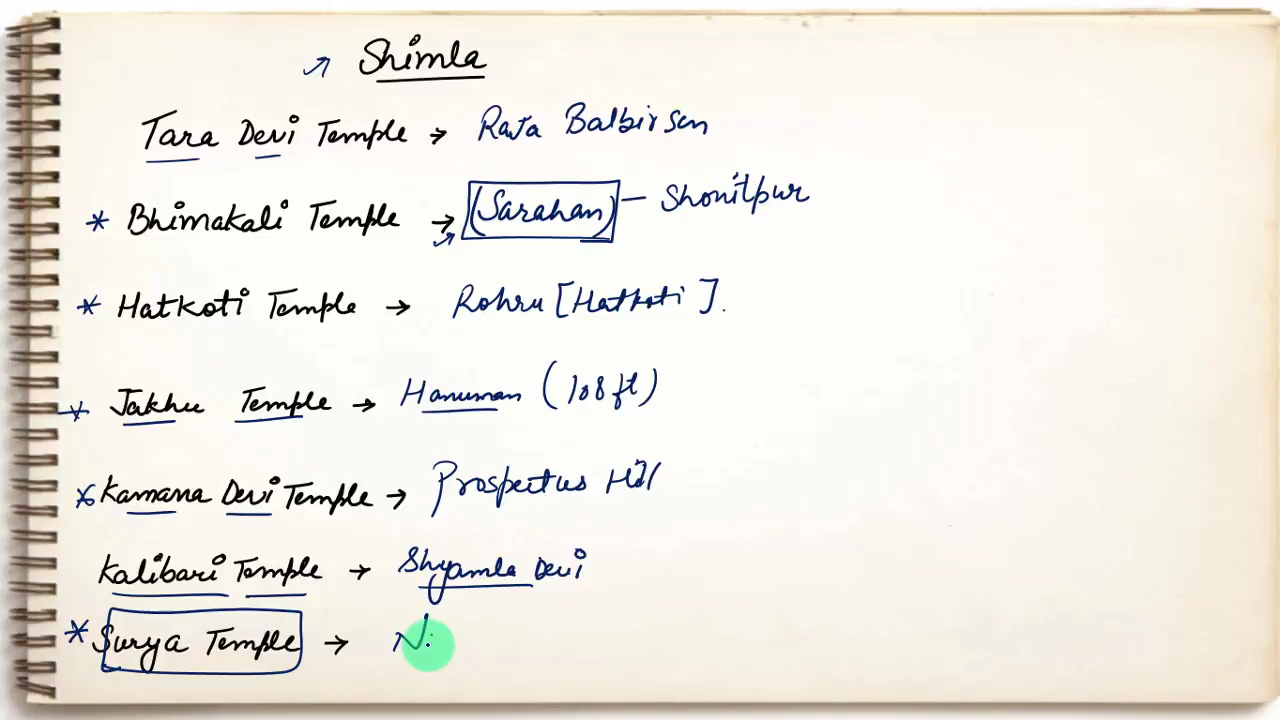 Shimla
Tara Devi Temple → Raja Balbir Sen
* Bhimakali Temple → (Sarahan) — Shonitpur
* Hatkoti Temple → Rohru [Hatkoti].
* Jakhu Temple → Hanuman (108 ft)
* Kamana Devi Temple → Prospectus Hill
Kalibari Temple → Shyamla Devi
* Surya Temple → Ni